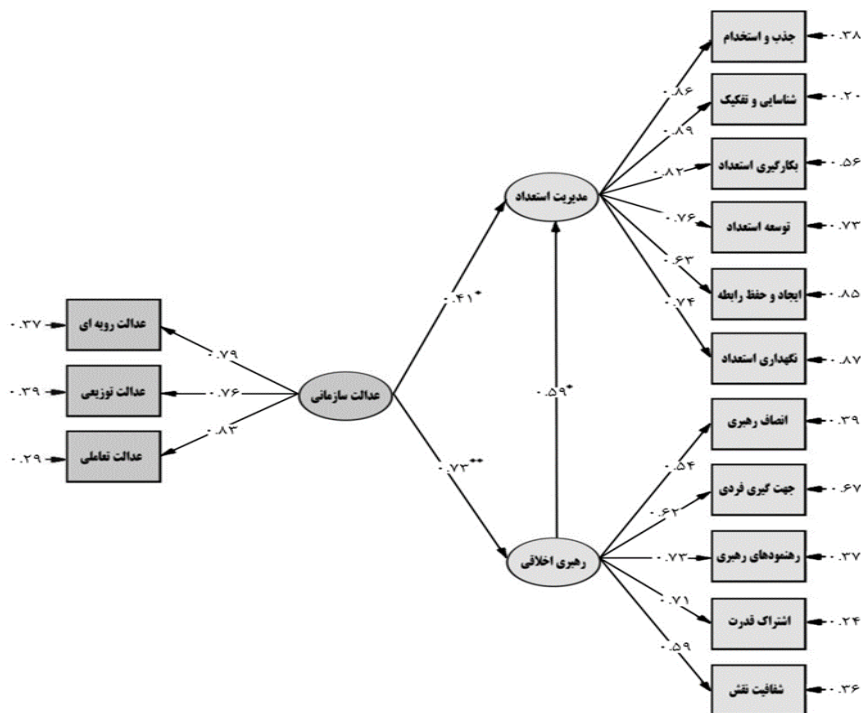 جذب و استخدام
۰.۳۸
۰.۸۶
شناسایی و تفکیک
۰.۲۰
۰.۸۹
بکارگیری استعداد
۰.۵۶
۰.۸۲
مدیریت استعداد
توسعه استعداد
۰.۷۳
۰.۷۶
ایجاد و حفظ رابطه
۰.۸۵
۰.۶۳
نگهداری استعداد
۰.۸۷
۰.۷۴
۰.۴۱*
۰.۵۹*
۰.۷۳**
عدالت سازمانی
عدالت رویه ای
۰.۳۷
۰.۷۹
عدالت توزیعی
۰.۳۹
۰.۷۶
عدالت تعاملی
۰.۲۹
۰.۸۳
انصاف رهبری
۰.۳۹
۰.۵۴
جهت گیری فردی
۰.۶۷
۰.۶۲
رهبری اخلاقی
رهنمودهای رهبری
۰.۳۷
۰.۷۳
اشتراک قدرت
۰.۲۴
۰.۷۱
شفافیت نقش
۰.۳۶
۰.۵۹